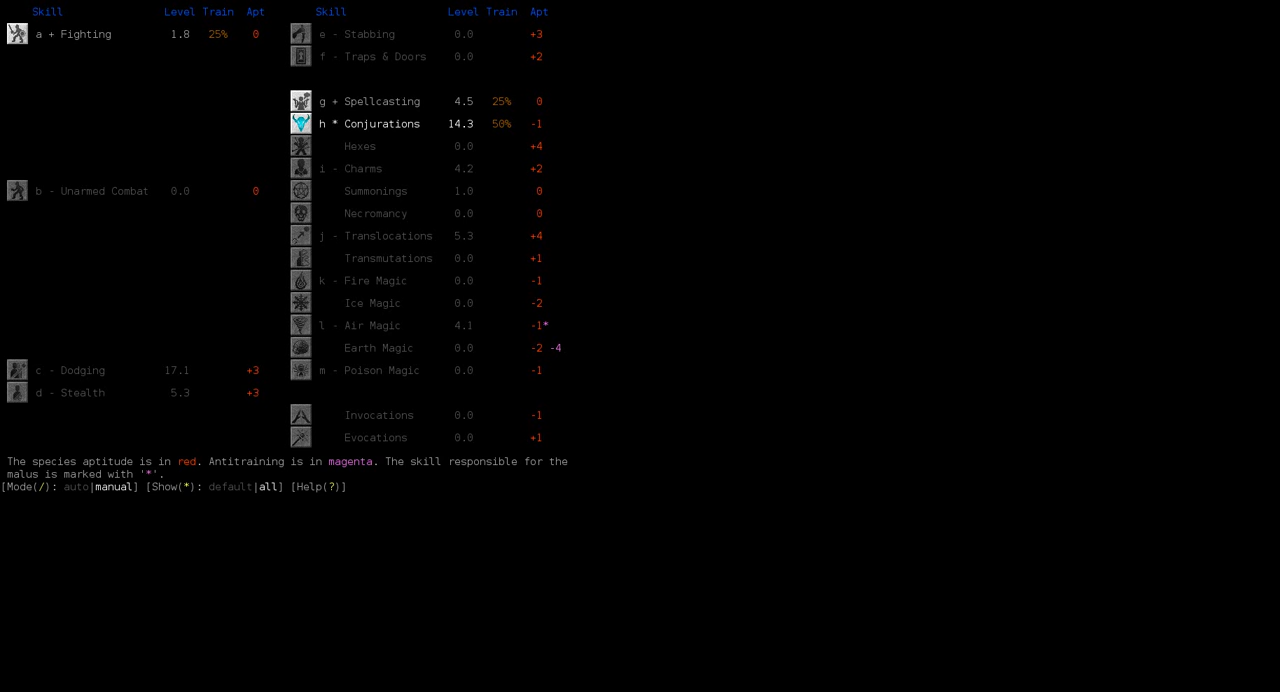 Skill Level Train Apt Skill Level Train Apt
a + Fighting 1.8 25% 0 e - Stabbing 0.0 +3
f - Traps & Doors 0.0 +2
g + Spellcasting 4.5 25% 0
h * Conjurations 14.3 50% -1
Hexes 0.0 +4
i - Charms 4.2 +2
b - Unarmed Combat 0.0 0 Summonings 1.0 0
Necromancy 0.0 0
j - Translocations 5.3 +4
Transmutations 0.0 +1
k - Fire Magic 0.0 -1
Ice Magic 0.0 -2
l - Air Magic 4.1 -1*
Earth Magic 0.0 -2 -4
c - Dodging 17.1 +3 m - Poison Magic 0.0 -1
d - Stealth 5.3 +3
Invocations 0.0 -1
Evocations 0.0 +1
The species aptitude is in red. Antitraining is in magenta. The skill responsible for the
malus is marked with '*'.
[Mode(/): auto|manual] [Show(*): default|all] [Help(?)]